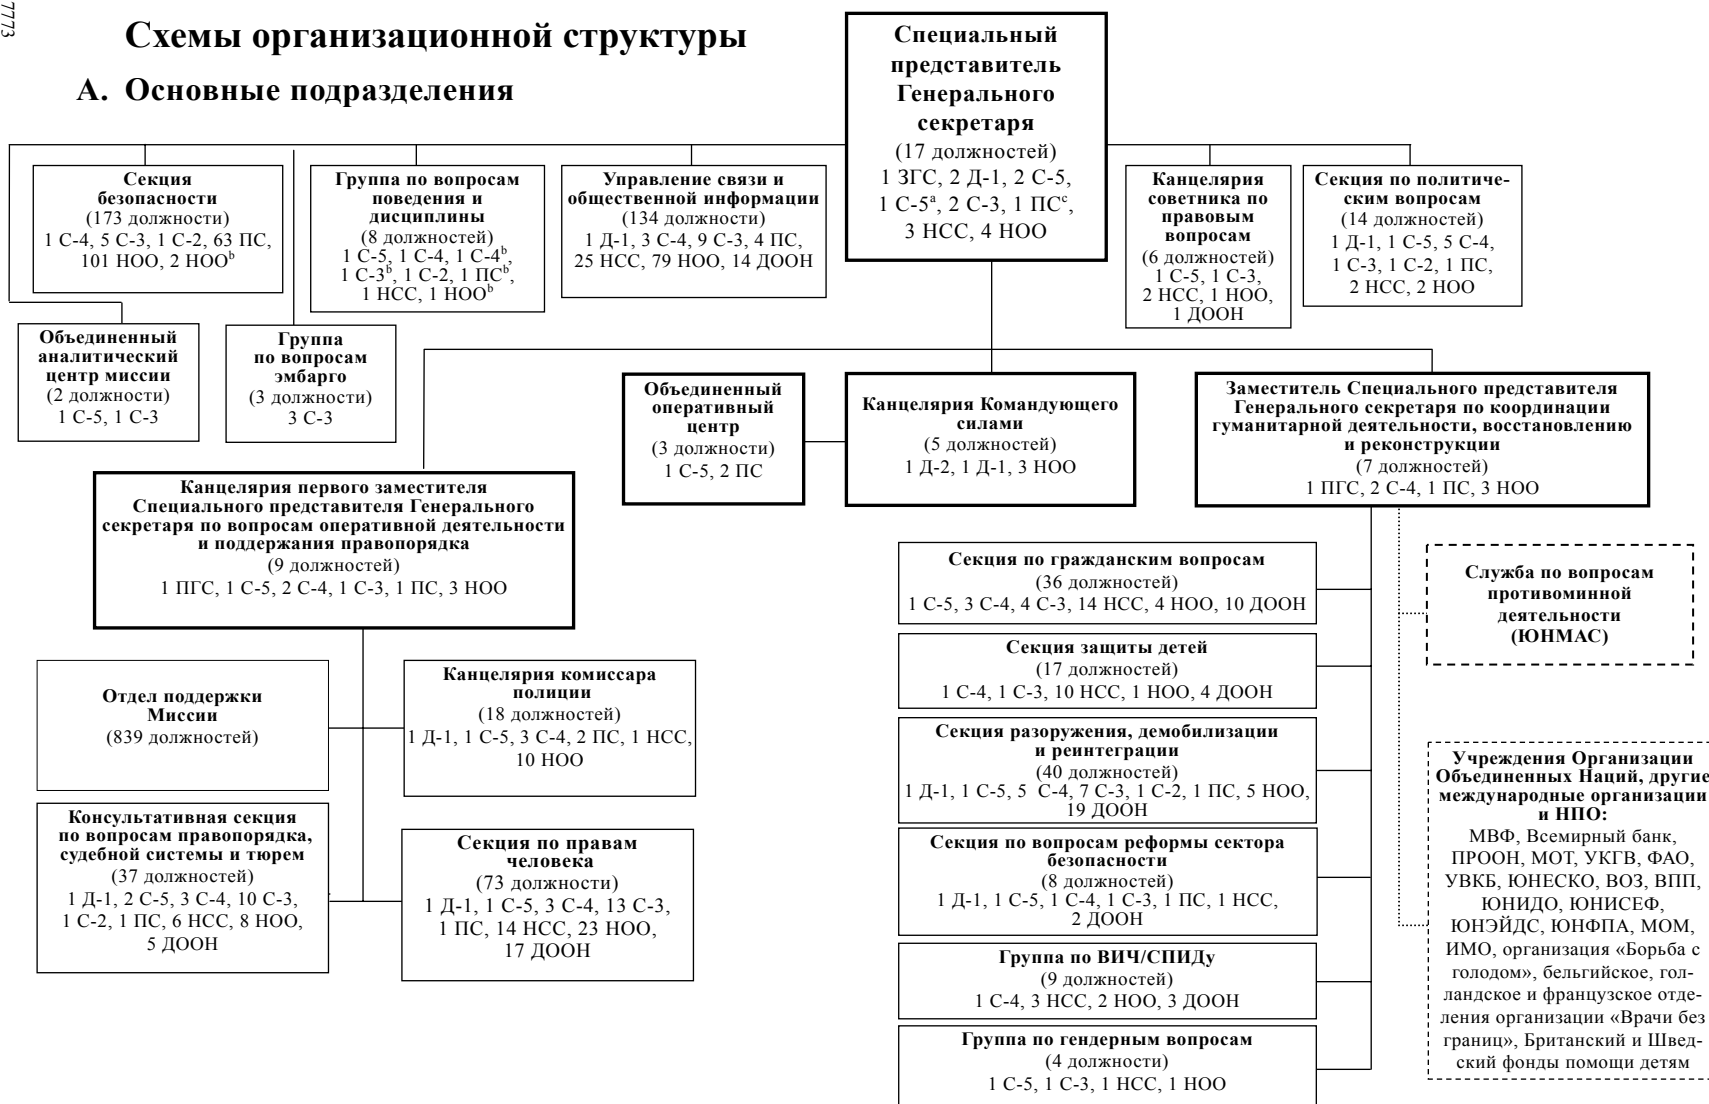 7773
Схемы организационной структуры
A. Основные подразделения
Специальный
представитель
Генерального
секретаря
(17 должностей)
1 ЗГС, 2 Д-1, 2 С-5,
1 С-5a, 2 С-3, 1 ПСc,
3 НСС, 4 НОО
Секция
безопасности
(173 должности)
1 С-4, 5 С-3, 1 С-2, 63 ПС,
101 НОО, 2 НООb
Группа по вопросам
поведения и
дисциплины
(8 должностей)
1 С-5, 1 С-4, 1 С-4b,
1 С-3b, 1 С-2, 1 ПСb,
1 НСС, 1 НООb
Управление связи и
общественной информации
(134 должности)
1 Д-1, 3 С-4, 9 С-3, 4 ПС,
25 НСС, 79 НОО, 14 ДООН
Канцелярия
советника по
правовым
вопросам
(6 должностей)
1 С-5, 1 С-3,
2 НСС, 1 НОО,
1 ДООН
Секция по политиче-
ским вопросам
(14 должности)
1 Д-1, 1 С-5, 5 С-4,
1 С-3, 1 С-2, 1 ПС,
2 НСС, 2 НОО
Объединенный
аналитический
центр миссии
(2 должности)
1 С-5, 1 С-3
Группа
по вопросам
эмбарго
(3 должности)
3 С-3
Объединенный
оперативный
центр
(3 должности)
1 С-5, 2 ПС
Канцелярия Командующего
силами
(5 должности)
1 Д-2, 1 Д-1, 3 НОО
Заместитель Специального представителя
Генерального секретаря по координации
гуманитарной деятельности, восстановлению
и реконструкции
(7 должностей)
1 ПГС, 2 С-4, 1 ПС, 3 НОО
Канцелярия первого заместителя
Специального представителя Генерального
секретаря по вопросам оперативной деятельности
и поддержания правопорядка
(9 должностей)
1 ПГС, 1 С-5, 2 С-4, 1 С-3, 1 ПС, 3 НОО
Отдел поддержки
Миссии
(839 должностей)
Канцелярия комиссара
полиции
(18 должностей)
1 Д-1, 1 С-5, 3 С-4, 2 ПС, 1 НСС,
10 НОО
Консультативная секция
по вопросам правопорядка,
судебной системы и тюрем
(37 должностей)
1 Д-1, 2 С-5, 3 С-4, 10 С-3,
1 С-2, 1 ПС, 6 НСС, 8 НОО,
5 ДООН
Секция по правам
человека
(73 должности)
1 Д-1, 1 С-5, 3 С-4, 13 С-3,
1 ПС, 14 НСС, 23 НОО,
17 ДООН
Секция по гражданским вопросам
(36 должностей)
1 С-5, 3 С-4, 4 С-3, 14 НСС, 4 НОО, 10 ДООН
Секция защиты детей
(17 должностей)
1 С-4, 1 С-3, 10 НСС, 1 НОО, 4 ДООН
Секция разоружения, демобилизации
и реинтеграции
(40 должностей)
1 Д-1, 1 С-5, 5 С-4, 7 С-3, 1 С-2, 1 ПС, 5 НОО,
19 ДООН
Секция по вопросам реформы сектора
безопасности
(8 должностей)
1 Д-1, 1 С-5, 1 С-4, 1 С-3, 1 ПС, 1 НСС,
2 ДООН
Группа по ВИЧ/СПИДу
(9 должностей)
1 С-4, 3 НСС, 2 НОО, 3 ДООН
Группа по гендерным вопросам
(4 должности)
1 С-5, 1 С-3, 1 НСС, 1 НОО
Служба по вопросам
противоминной
деятельности
(ЮНМАС)
Учреждения Организации
Объединенных Наций, другие
международные организации
и НПО:
МВФ, Всемирный банк,
ПРООН, МОТ, УКГВ, ФАО,
УВКБ, ЮНЕСКО, ВОЗ, ВПП,
ЮНИДО, ЮНИСЕФ,
ЮНЭЙДС, ЮНФПА, МОМ,
ИМО, организация «Борьба с
голодом», бельгийское, гол-
ландское и французское отде-
ления организации «Врачи без
границ», Британский и Швед-
ский фонды помощи детям